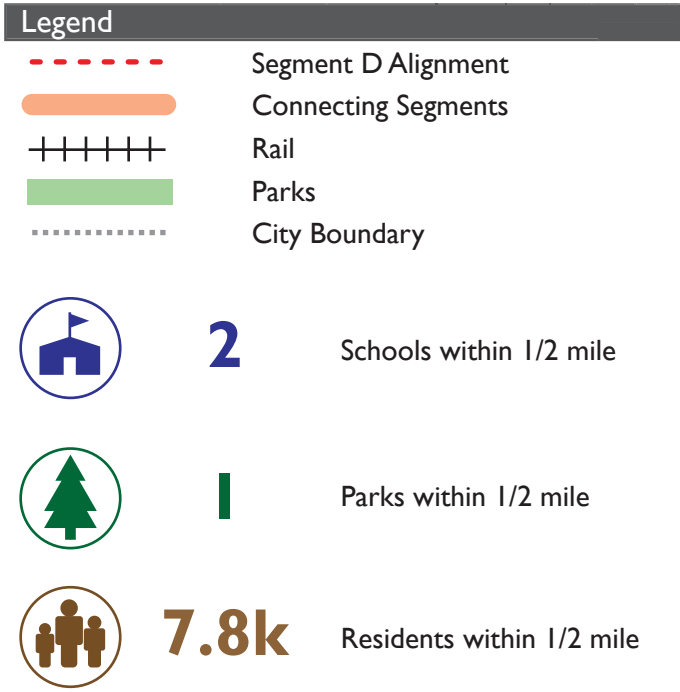 Legend
Segment D Alignment
Connecting Segments
Rail
Parks
City Boundary
2 Schools within 1/2 mile
1 Parks within 1/2 mile
7.8k Residents within 1/2 mile